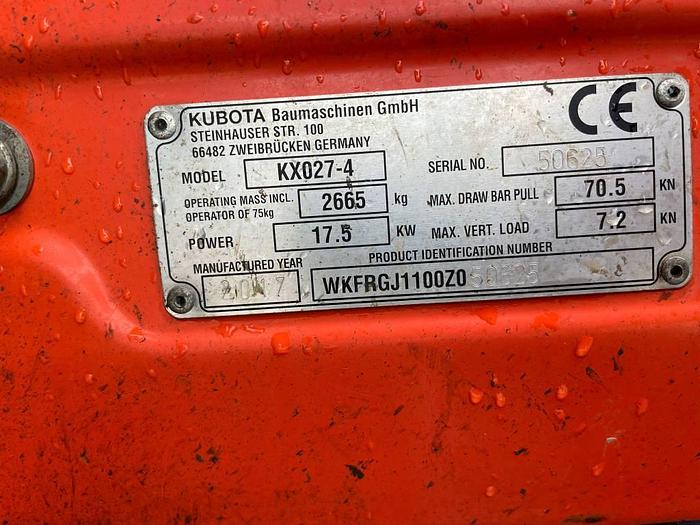 KUBOTA Baumaschinen GmbH
STEINHAUSER STR. 100
66482 ZWEIBRÜCKEN GERMANY
CE
MODEL KX027-4
SERIAL NO. 50625
OPERATING MASS INCL. OPERATOR OF 75kg 2665 kg
MAX. DRAW BAR PULL 70.5 KN
POWER. 17.5 KW
MAX. VERT. LOAD 7.2 KN
MANUFACTURED YEAR
2017
PRODUCT IDENTIFICATION NUMBER
WKFRGJ1100Z050625